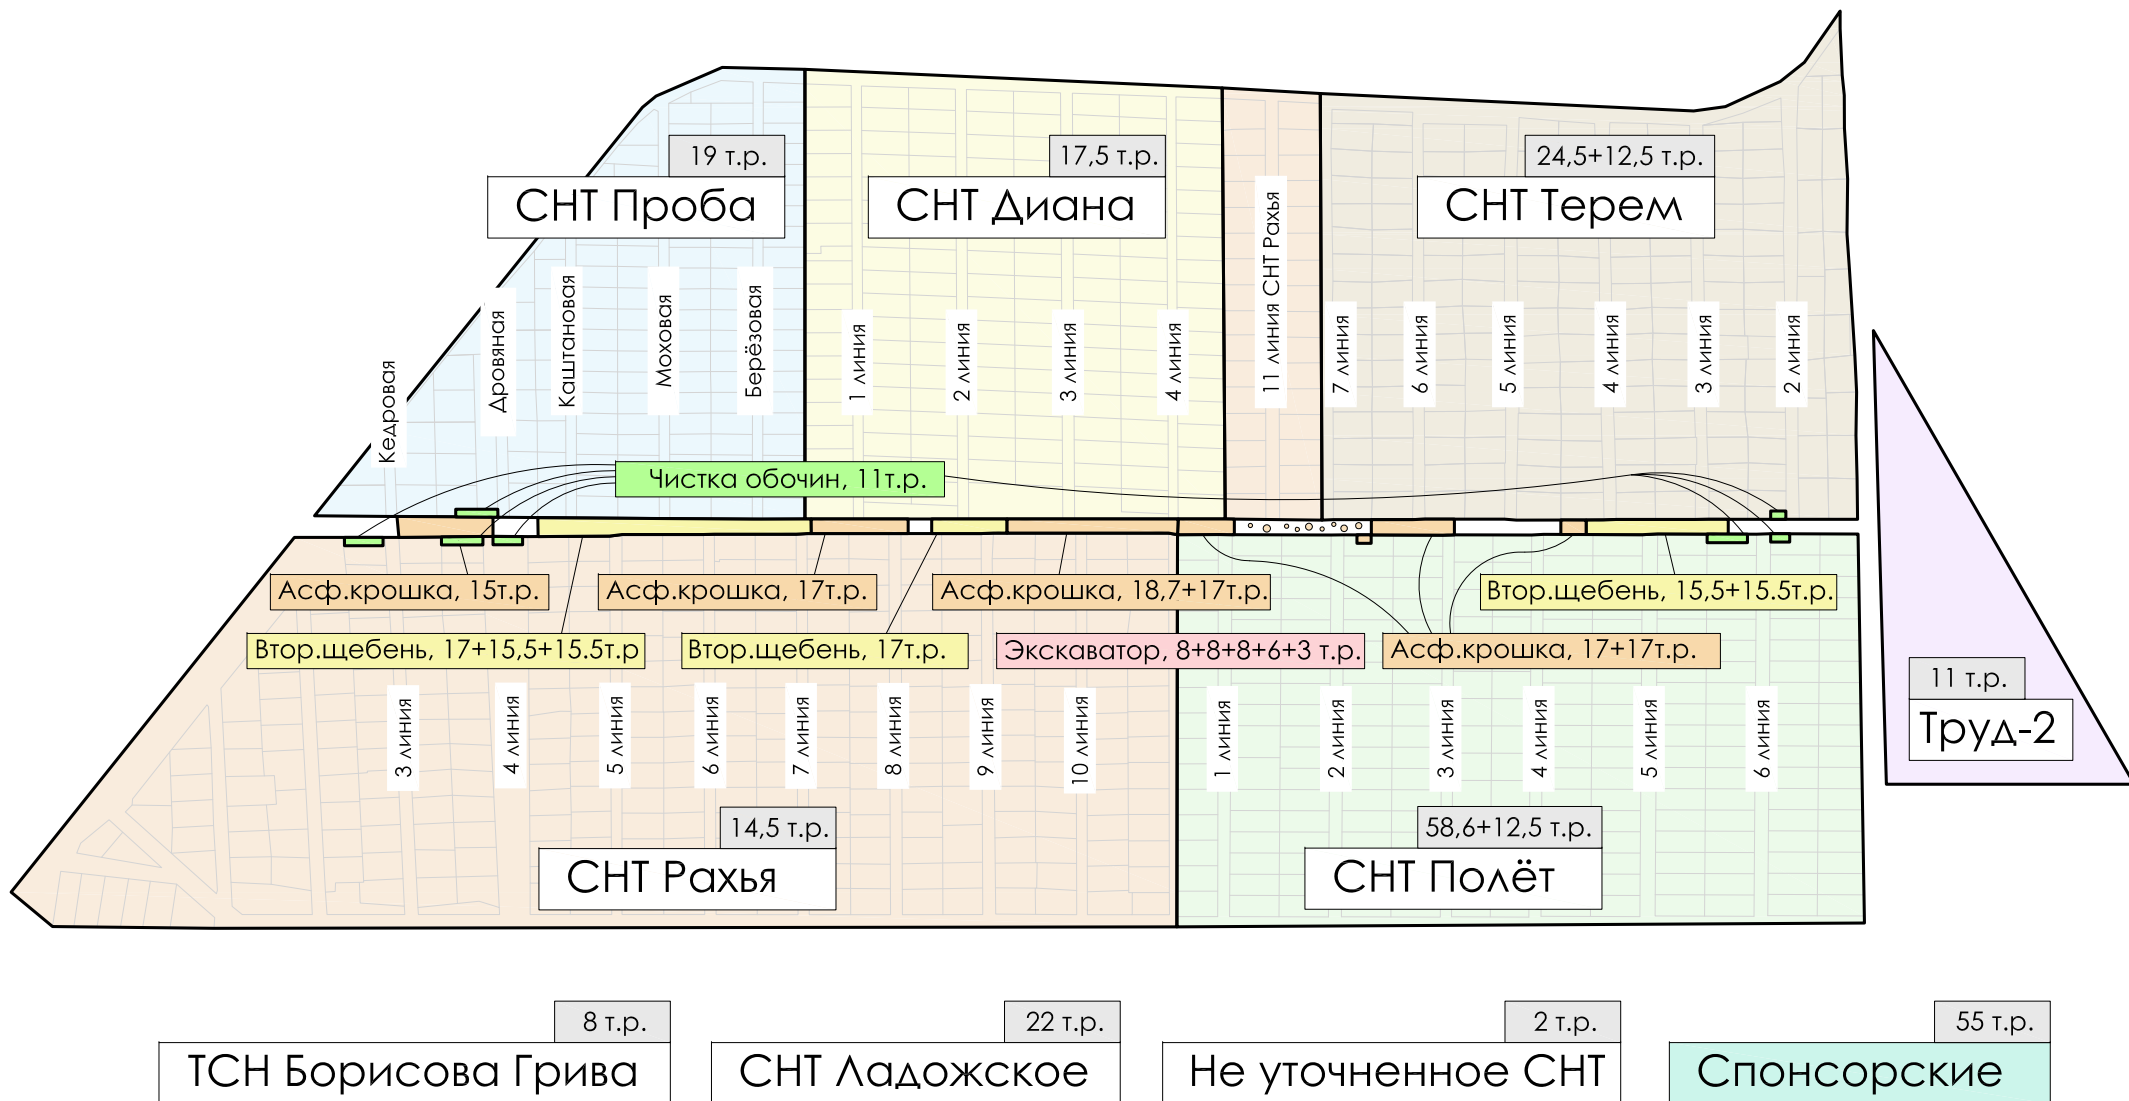 19 т.р.
СНТ Проба
17,5 т.р.
СНТ Диана
24,5+12,5 т.р.
СНТ Терем
Кедровая
Дровяная
Каштановая
Моховая
Берёзовая
1 линия
2 линия
3 линия
4 линия
11 линия СНТ Рахья
7 линия
6 линия
5 линия
4 линия
3 линия
2 линия
Чистка обочин, 11т.р.
Асф.крошка, 15т.р.
Асф.крошка, 17т.р.
Асф.крошка, 18,7+17т.р.
Втор.щебень, 15,5+15.5т.р.
Втор.щебень, 17+15,5+15.5т.р
Втор.щебень, 17т.р.
Экскаватор, 8+8+8+6+3 т.р.
Асф.крошка, 17+17т.р.
3 линия
4 линия
5 линия
6 линия
7 линия
8 линия
9 линия
10 линия
1 линия
2 линия
3 линия
4 линия
5 линия
6 линия
11 т.р.
Труд-2
14,5 т.р.
СНТ Рахья
58,6+12,5 т.р.
СНТ Полёт
8 т.р.
ТСН Борисова Грива
22 т.р.
СНТ Ладожское
2 т.р.
Не уточненное СНТ
55 т.р.
Спонсорские